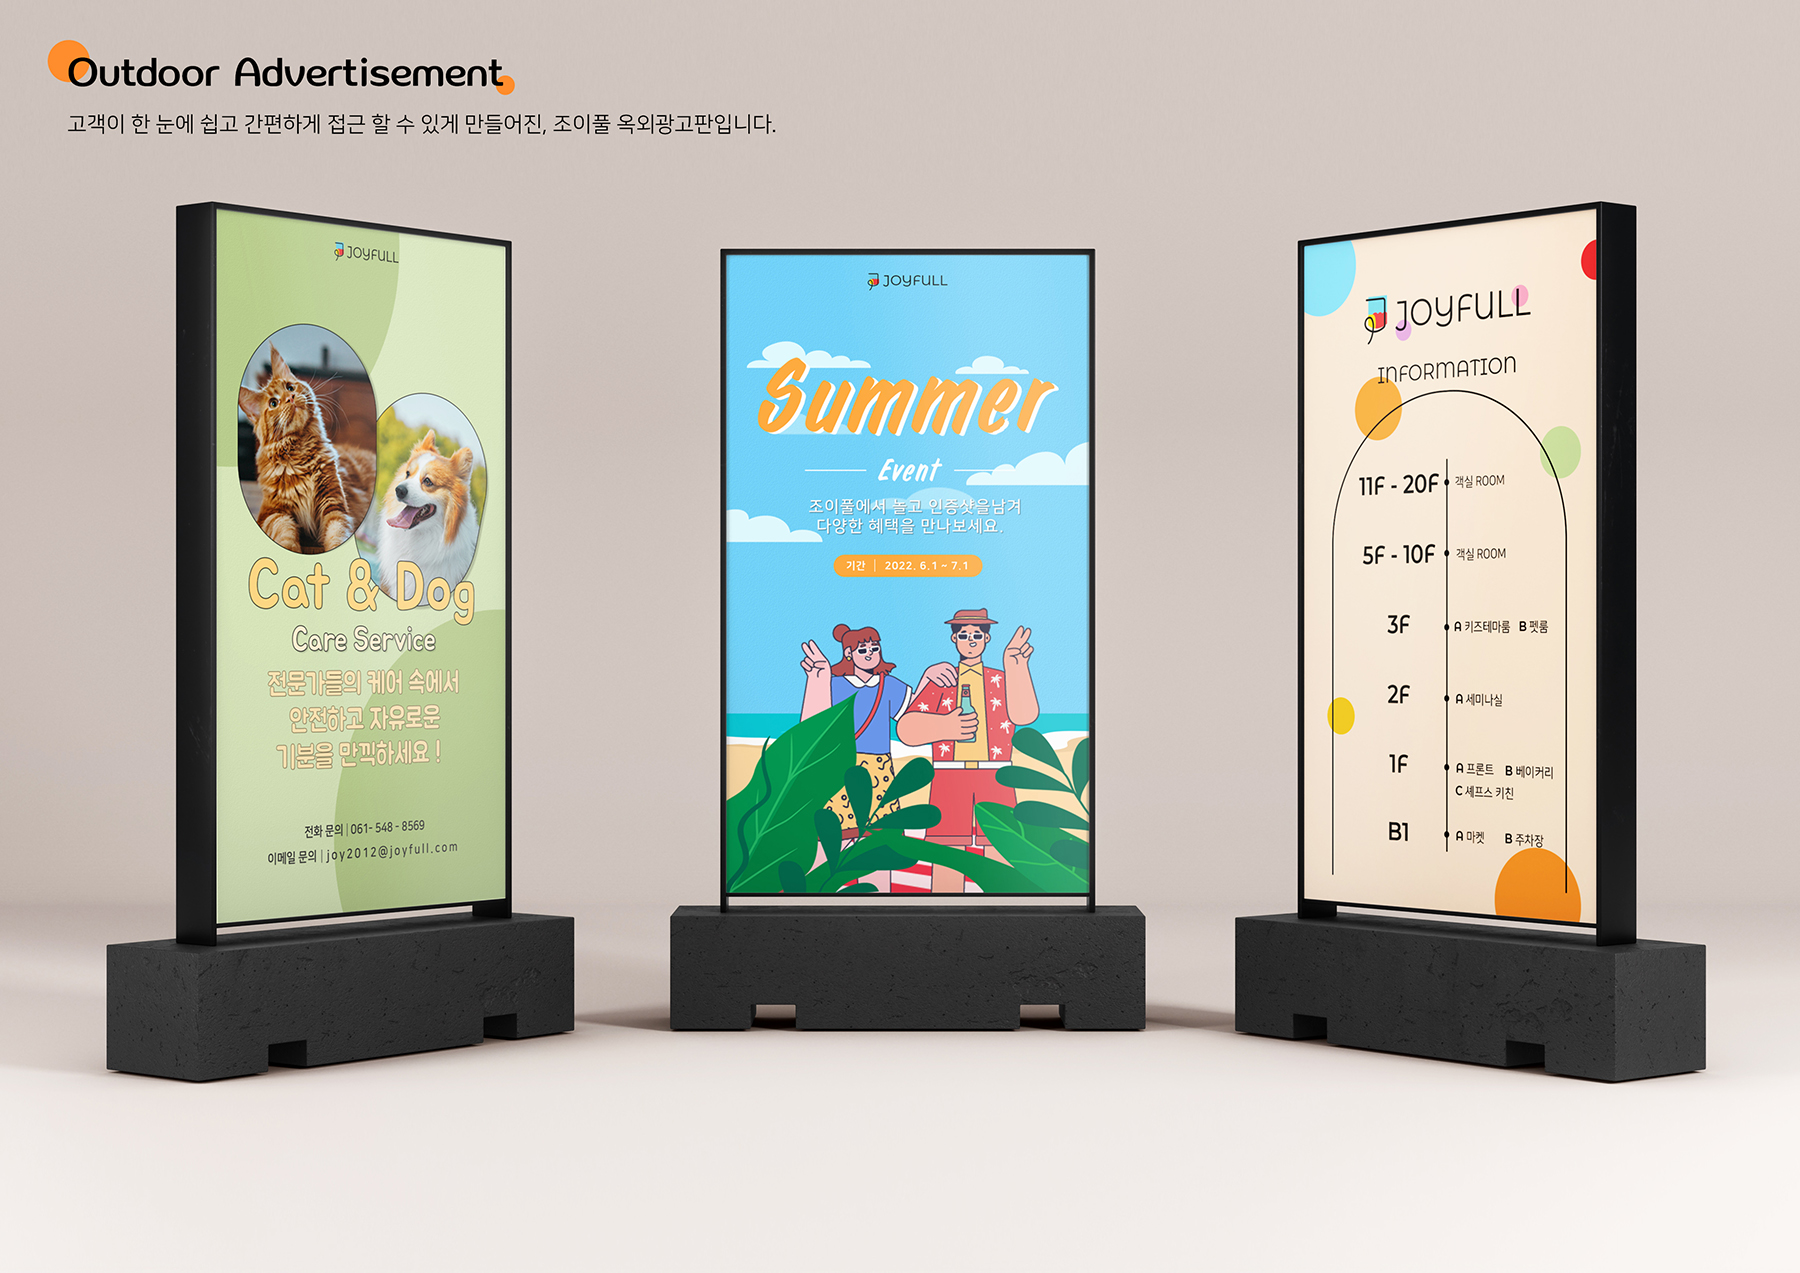 Outdoor Advertisement
고객이 한 눈에 쉽고 간편하게 접근 할 수 있게 만들어진, 조이풀 옥외광고판입니다.
JOYFULL
Cat & Dog
Care Service
전문가들의 케어 속에서
안전하고 자유로운
기분을 만끽하세요 !
전화 문의 | 061- 548 - 8569
이메일 문의 | joy2012@joyfull.com
JOYFULL
Summer
Event
조이풀에서 놀고 인증샷을남겨
다양한 혜택을 만나보세요.
기간 | 2022. 6.1 ~ 7.1
JOYFULL
INFORMATION
11F - 20F 객실 ROOM
5F - 10F 객실 ROOM
3F A 키즈테마룸 B 펫룸
2F A 세미나실
1F A 프론트 B 베이커리
C 셰프스 키친
B1 A 마켓 B 주차장